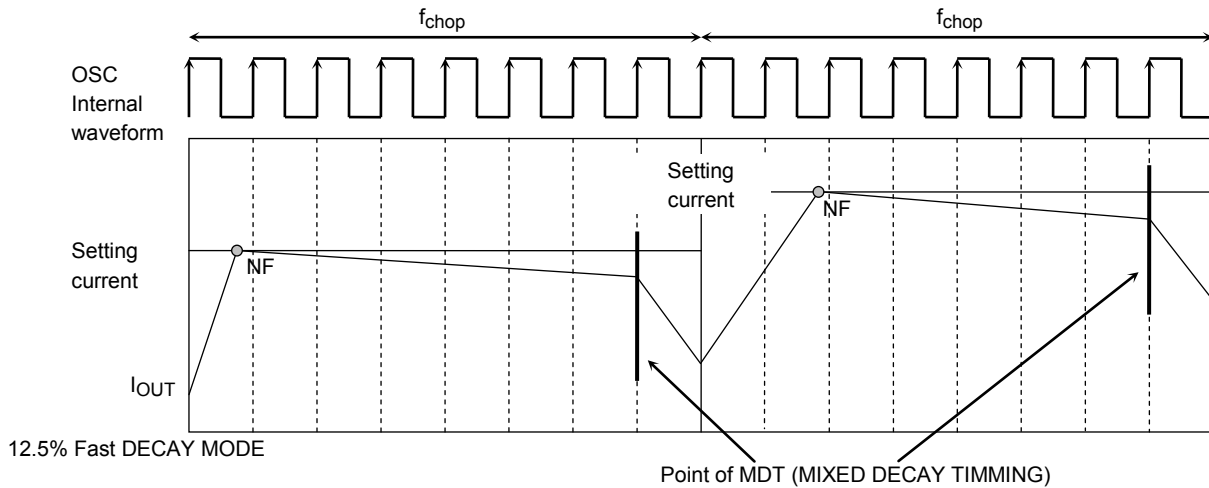 fchop
fchop
OSC
Internal
waveform
Setting
current
NF
Setting
current
NF
IOUT
12.5% Fast DECAY MODE
Point of MDT (MIXED DECAY TIMMING)